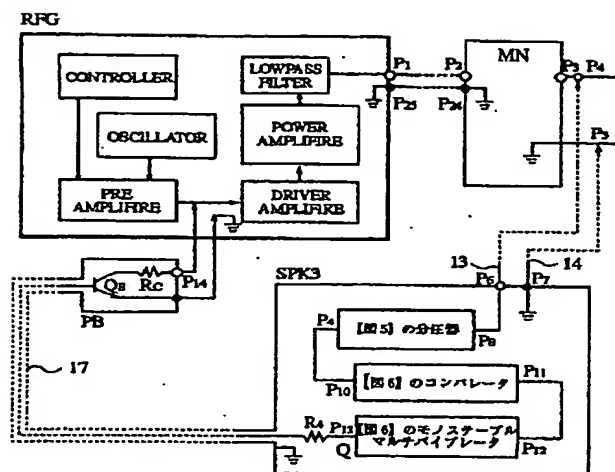 RFG
CONTROLLER
OSCILLATOR
PRE
AMPLIFIRE
LOWPASS
FILTER
POWER
AMPLIFIRE
DRIVER
AMPLIFIRE
P1
P25
P2
P26
MN
P3
P4
P5
QB
RC
P14
PB
17
SPK3
13
14
P6
P7
【図5】の分圧器
P4
P8
P10
【図6】のコンパレータ
P11
R4
P13
Q
【図6】のモノステーブル
マルチバイブレータ
P12